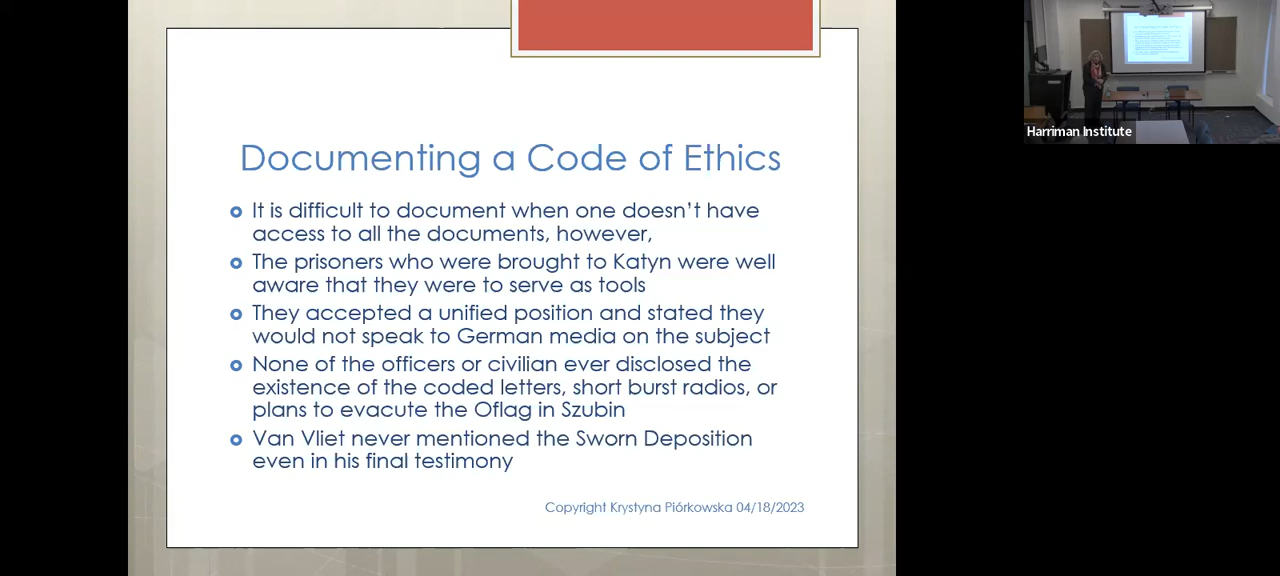 Documenting a Code of Ethics
It is difficult to document when one doesn't have
access to all the documents, however,
The prisoners who were brought to Katyn were well
aware that they were to serve as tools
They accepted a unified position and stated they
would not speak to German media on the subject
None of the officers or civilian ever disclosed the
existence of the coded letters, short burst radios, or
plans to evacute the Oflag in Szubin
Van Vliet never mentioned the Sworn Deposition
even in his final testimony
Copyright Krystyna Piórkowska 04/18/2023
Harriman Institute